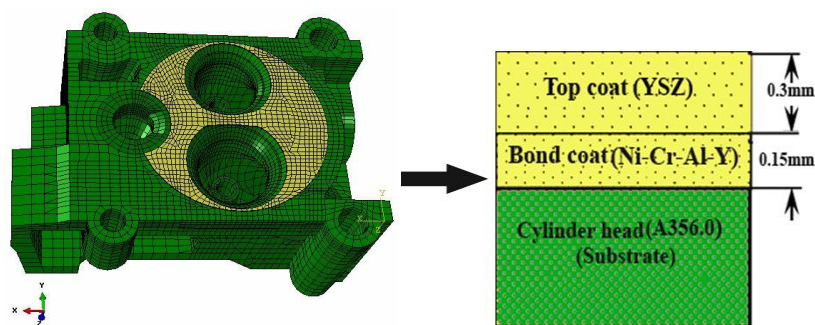 Top coat (YSZ)
0.3mm
Bond coat (Ni-Cr-Al-Y)
0.15mm
Cylinder head (A356.0)
(Substrate)
Y
X
Z
Y
X
Z